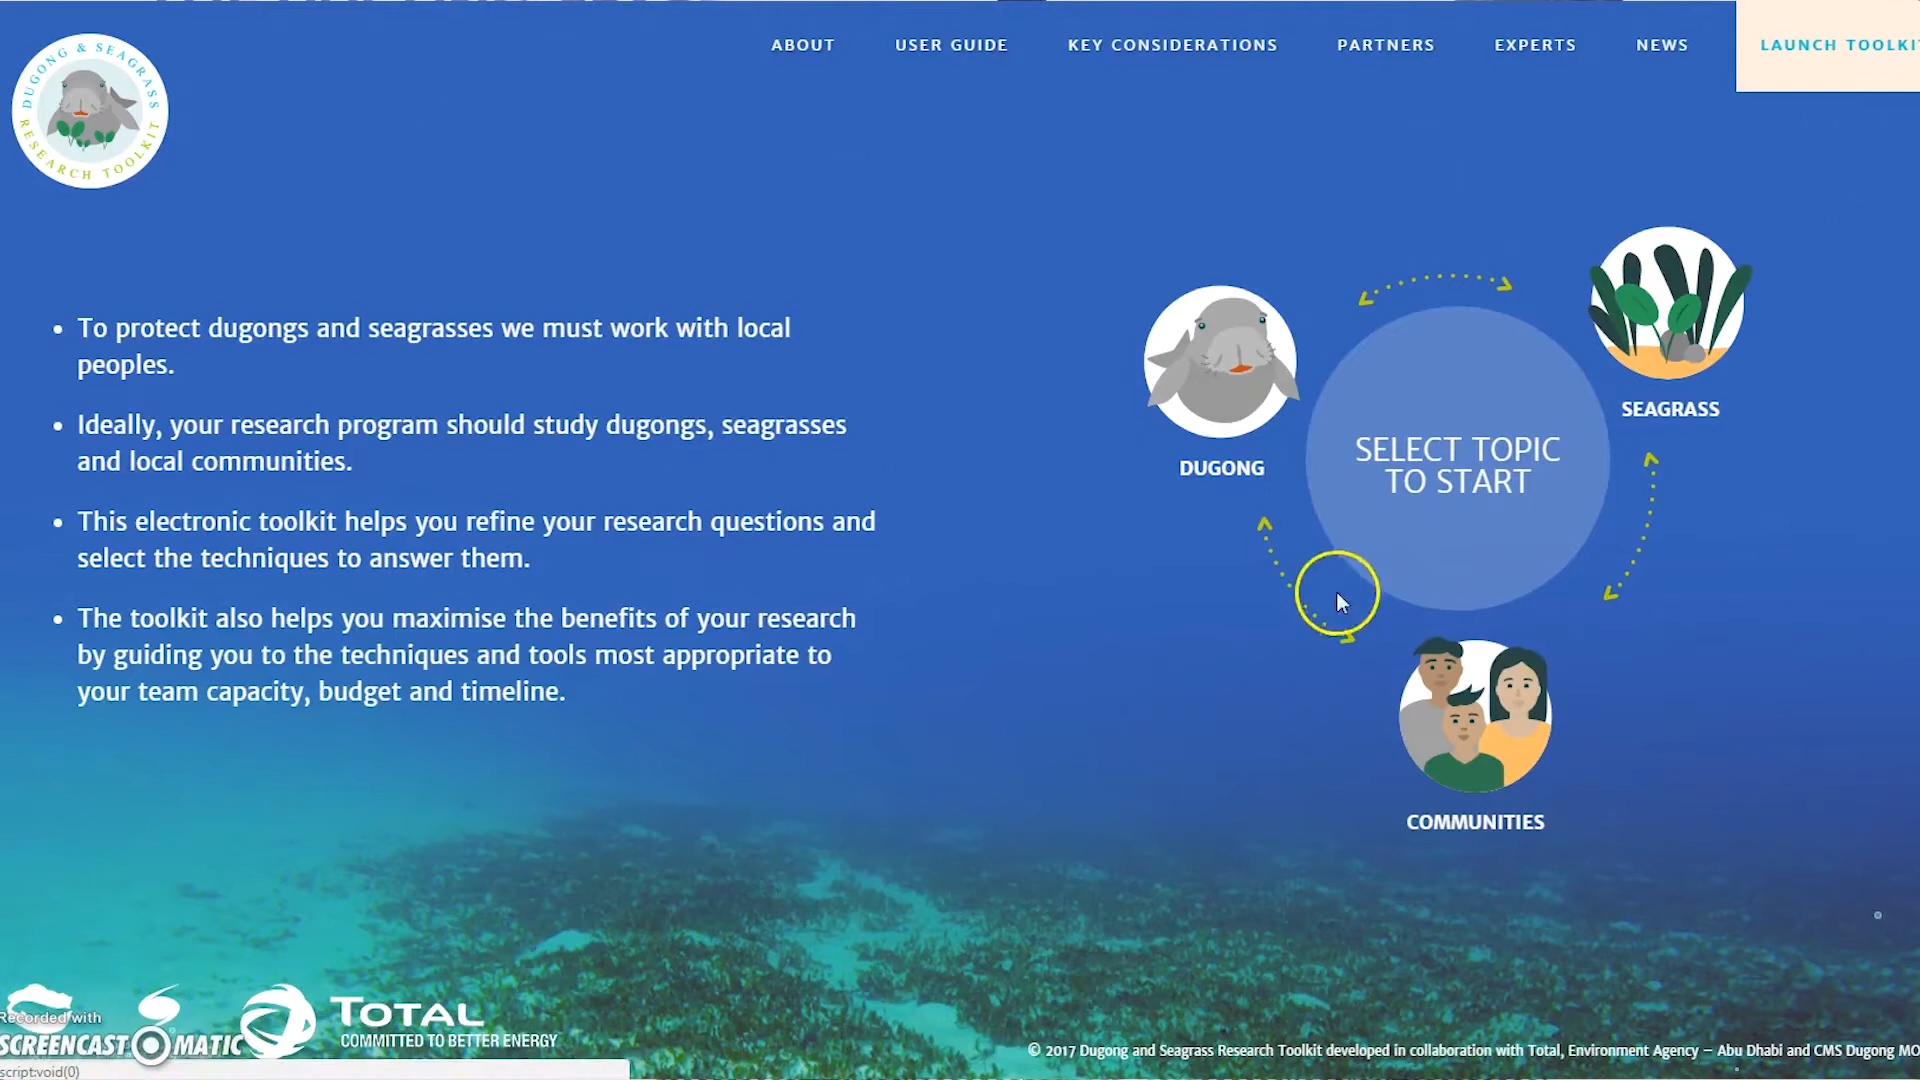 DUGONG & SEAGRASS
RESEARCH TOOLKIT
ABOUT
USER GUIDE
KEY CONSIDERATIONS
PARTNERS
EXPERTS
NEWS
LAUNCH TOOLKIT
• To protect dugongs and seagrasses we must work with local
peoples.
• Ideally, your research program should study dugongs, seagrasses
and local communities.
• This electronic toolkit helps you refine your research questions and
select the techniques to answer them.
• The toolkit also helps you maximise the benefits of your research
by guiding you to the techniques and tools most appropriate to
your team capacity, budget and timeline.
SEAGRASS
DUGONG
SELECT TOPIC
TO START
COMMUNITIES
Recorded with
SCREENCAST-O-MATIC
TOTAL
COMMITTED TO BETTER ENERGY
© 2017 Dugong and Seagrass Research Toolkit developed in collaboration with Total, Environment Agency – Abu Dhabi and CMS Dugong MO
script:void(0)